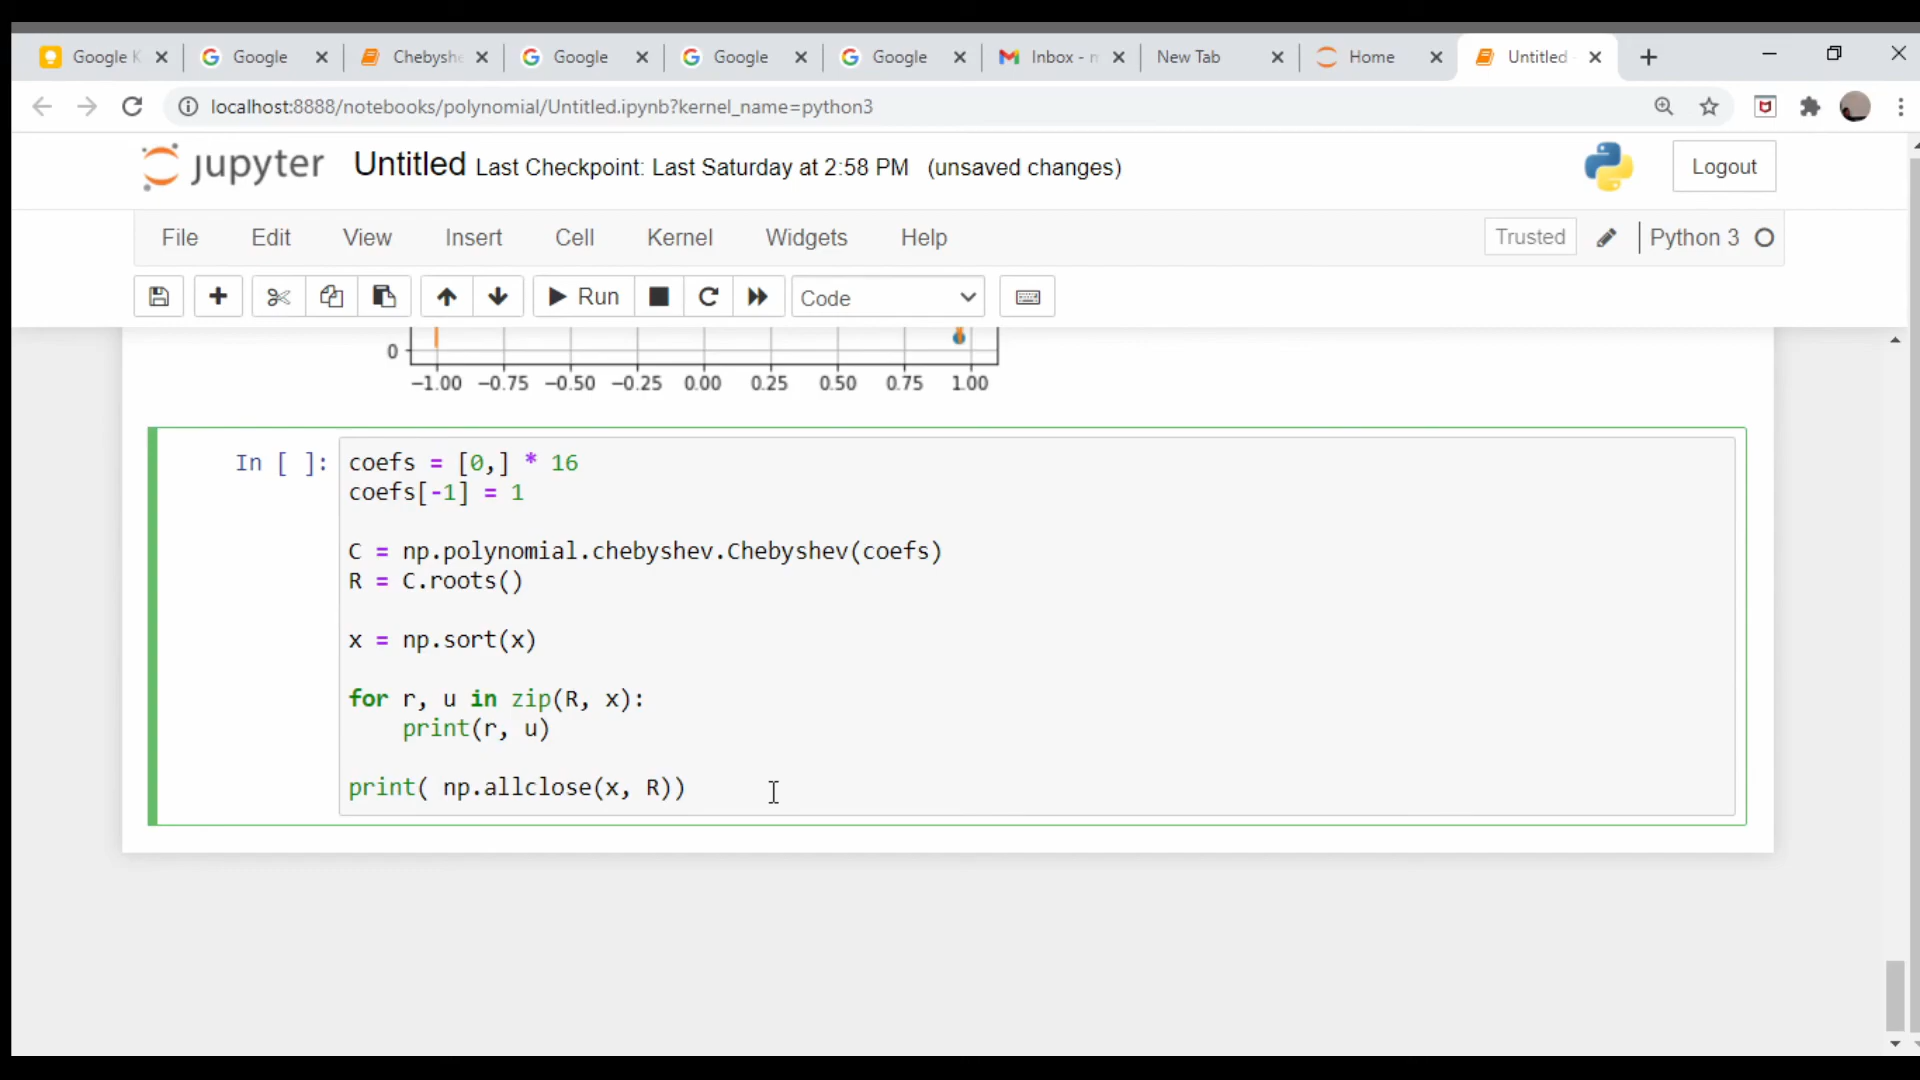 Google K Google Chebyshe Google Google Google Inbox - m New Tab Home Untitled
localhost:8888/notebooks/polynomial/Untitled.ipynb?kernel_name=python3
jupyter Untitled Last Checkpoint: Last Saturday at 2:58 PM (unsaved changes) Logout
File Edit View Insert Cell Kernel Widgets Help Trusted Python 3
Run Code
0
−1.00 −0.75 −0.50 −0.25 0.00 0.25 0.50 0.75 1.00
In [ ]: coefs = [0,] * 16
coefs[-1] = 1
C = np.polynomial.chebyshev.Chebyshev(coefs)
R = C.roots()
x = np.sort(x)
for r, u in zip(R, x):
print(r, u)
print( np.allclose(x, R))